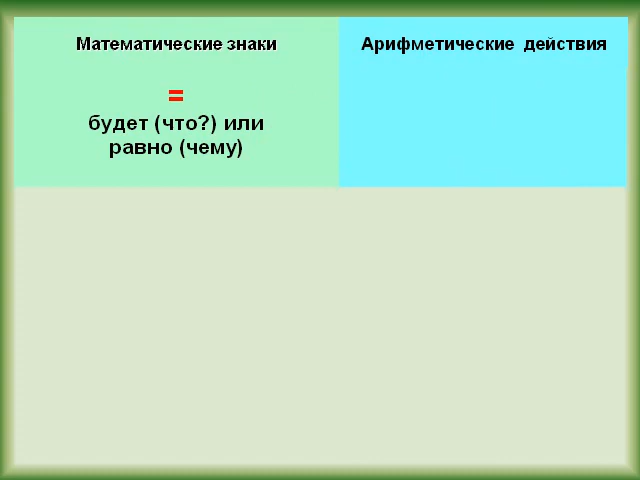 Математические знаки
Арифметические действия
=
будет (что?) или
равно (чему)